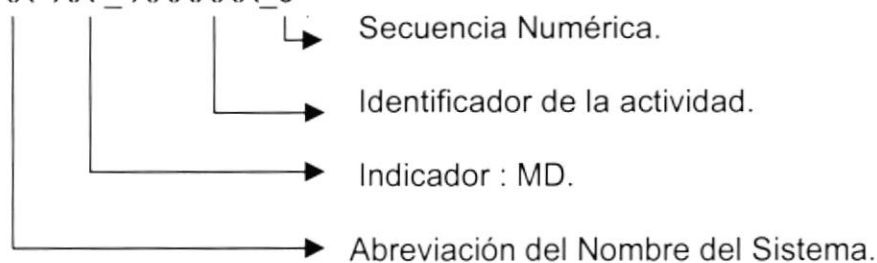 Secuencia Numérica.
Identificador de la actividad.
Indicador : MD.
Abreviación del Nombre del Sistema.